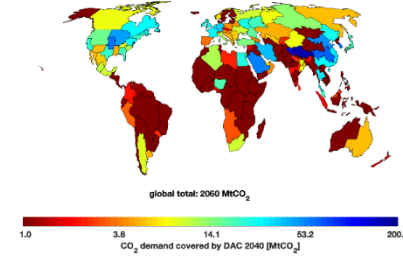 global total: 2060 MtCO₂
1.0 3.8 14.1 53.2 200.
CO₂ demand covered by DAC 2040 [MtCO₂]